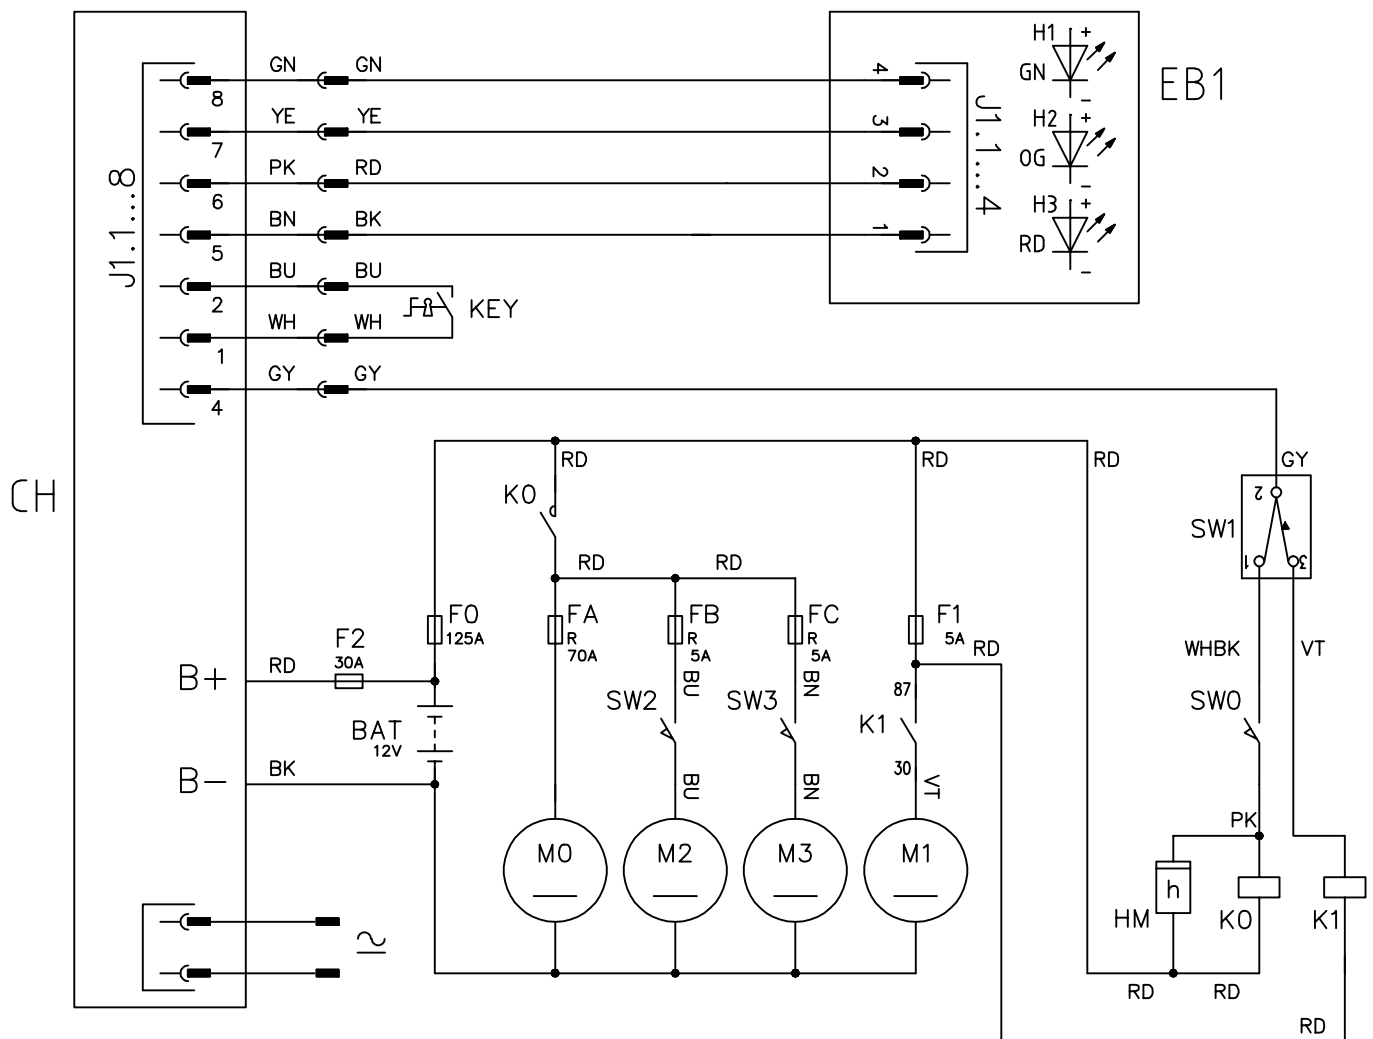 H1 +
GN
−
EB1
H2 +
OG
−
H3 +
RD
−
J1.1...4
4
3
2
1
J1.1...8
GN GN
8
YE YE
7
PK RD
6
BN BK
5
BU BU
2
KEY
WH WH
1
GY GY
4
CH
RD RD RD GY
K0
2
SW1
1 3
RD RD
F0
125A
FA
R
70A
FB
R
5A
FC
R
5A
F1
5A
RD
WHBK VT
F2
30A
B+ RD
BU BN
87
SW2 SW3 K1 SW0
BAT
12V
B− BK
30
BU BN VT
PK
M0 M2 M3 M1
h
HM K0 K1
RD RD
RD